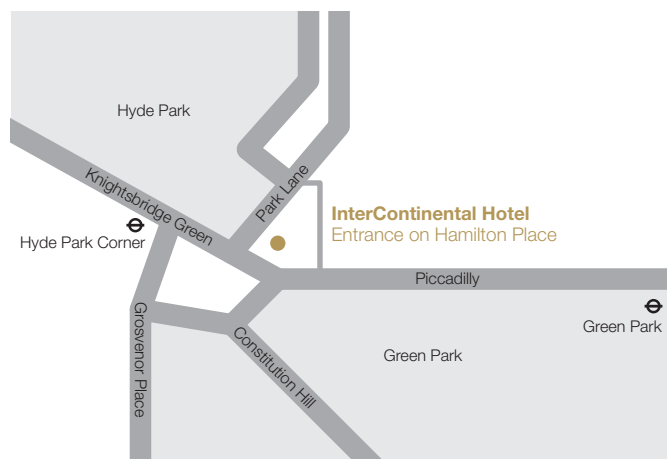 Hyde Park
Knightsbridge Green
Park Lane
InterContinental Hotel
Entrance on Hamilton Place
Hyde Park Corner
Piccadilly
Grosvenor Place
Constitution Hill
Green Park
Green Park